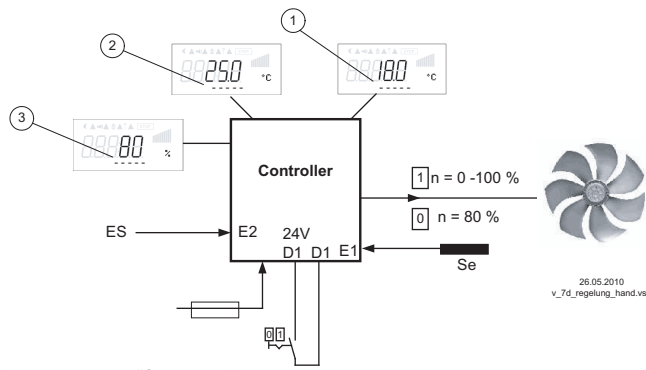 1
2
3
25.0 °C
18.0 °C
80 %
Controller
1 n = 0 -100 %
0 n = 80 %
ES
E2
24V
D1 D1
E1
Se
0 1
26.05.2010
v_7d_regelung_hand.vs